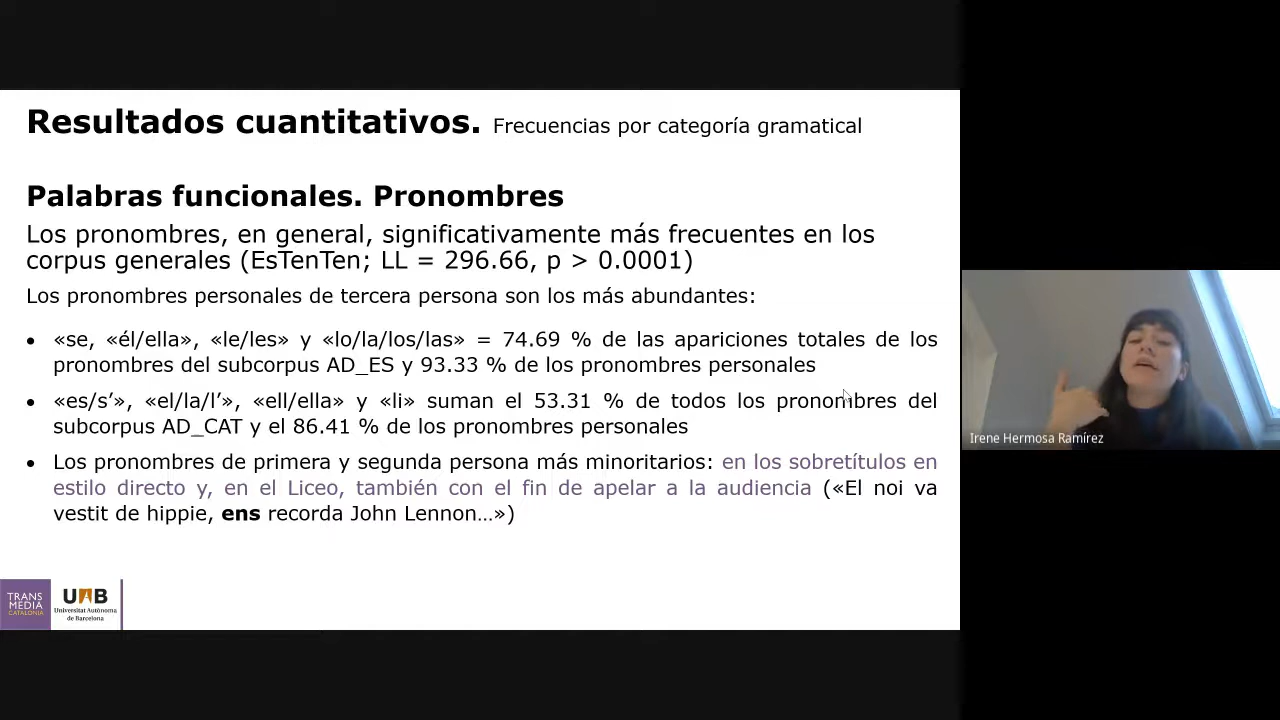 Resultados cuantitativos. Frecuencias por categoría gramatical
Palabras funcionales. Pronombres
Los pronombres, en general, significativamente más frecuentes en los
corpus generales (EsTenTen; LL = 296.66, p > 0.0001)
Los pronombres personales de tercera persona son los más abundantes:
• «se, «él/ella», «le/les» y «lo/la/los/las» = 74.69 % de las apariciones totales de los
pronombres del subcorpus AD_ES y 93.33 % de los pronombres personales
• «es/s’», «el/la/l’», «ell/ella» y «li» suman el 53.31 % de todos los pronombres del
subcorpus AD_CAT y el 86.41 % de los pronombres personales
• Los pronombres de primera y segunda persona más minoritarios: en los sobretítulos en
estilo directo y, en el Liceo, también con el fin de apelar a la audiencia («El noi va
vestit de hippie, ens recorda John Lennon…»)
Irene Hermosa Ramírez
TRANS
MEDIA
CATALONIA
UAB
Universitat Autònoma
de Barcelona